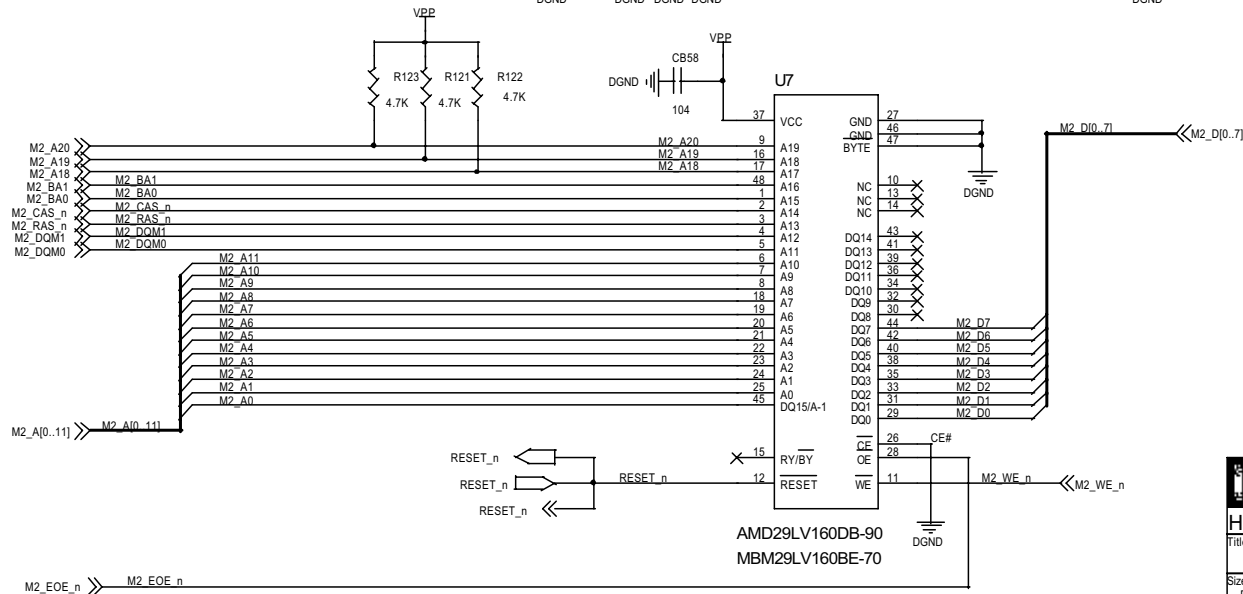 DGND DGND DGND DGND DGND
VPP
VPP
CB58
R123 R121 R122
4.7K 4.7K 4.7K
DGND
104
U7
37 VCC GND 27
GND 46
BYTE 47
M2_A20 M2_A20 9 A19
M2_A19 M2_A19 16 A18
M2_A18 M2_A18 17 A17
M2_BA1 M2_BA1 48 A16 NC 10
M2_BA0 M2_BA0 1 A15 NC 13
M2_CAS_n M2_CAS_n 2 A14 NC 14
M2_RAS_n M2_RAS_n 3 A13
M2_DQM1 M2_DQM1 4 A12 DQ14 43
M2_DQM0 M2_DQM0 5 A11 DQ13 41
M2_A11 6 A10 DQ12 39
M2_A10 7 A9 DQ11 36
M2_A9 8 A8 DQ10 34
M2_A8 18 A7 DQ9 32
M2_A7 19 A6 DQ8 30
M2_A6 20 A5 DQ7 44 M2_D7
M2_A5 21 A4 DQ6 42 M2_D6
M2_A4 22 A3 DQ5 40 M2_D5
M2_A3 23 A2 DQ4 38 M2_D4
M2_A2 24 A1 DQ3 35 M2_D3
M2_A1 25 A0 DQ2 33 M2_D2
M2_A0 45 DQ15/A-1 DQ1 31 M2_D1
DQ0 29 M2_D0
M2_D[0..7] M2_D[0..7]
DGND
M2_A[0..11] M2_A[0..11]
CE 26 CE#
15 RY/BY OE 28
RESET_n
RESET_n RESET_n 12 RESET WE 11 M2_WE_n M2_WE_n
RESET_n
DGND
AMD29LV160DB-90
MBM29LV160BE-70
M2_EOE_n M2_EOE_n
H
Title
Size